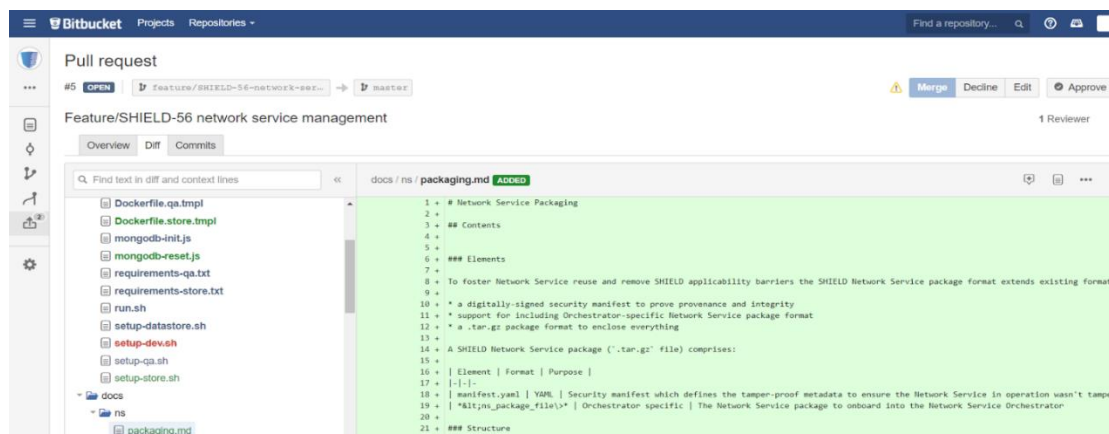 Bitbucket Projects Repositories Find a repository...
Pull request
#5 OPEN feature/SHIELD-56-network-ser… master Merge Decline Edit Approve
Feature/SHIELD-56 network service management 1 Reviewer
Overview Diff Commits
Find text in diff and context lines « docs / ns / packaging.md ADDED
Dockerfile.qa.tmpl
Dockerfile.store.tmpl
mongodb-init.js
mongodb-reset.js
requirements-qa.txt
requirements-store.txt
run.sh
setup-datastore.sh
setup-dev.sh
setup-qa.sh
setup-store.sh
docs
ns
packaging.md
1 + # Network Service Packaging
2 +
3 + ## Contents
4 +
5 +
6 + ### Elements
7 +
8 + To foster Network Service reuse and remove SHIELD applicability barriers the SHIELD Network Service package format extends existing format
9 +
10 + * a digitally-signed security manifest to prove provenance and integrity
11 + * support for including Orchestrator-specific Network Service package format
12 + * a .tar.gz package format to enclose everything
13 +
14 + A SHIELD Network Service package (`.tar.gz` file) comprises:
15 +
16 + | Element | Format | Purpose |
17 + |-|-|-
18 + | manifest.yaml | YAML | Security manifest which defines the tamper-proof metadata to ensure the Network Service in operation wasn't tampe
19 + | *&lt;ns_package_file\>* | Orchestrator specific | The Network Service package to onboard into the Network Service Orchestrator
20 +
21 + ### Structure